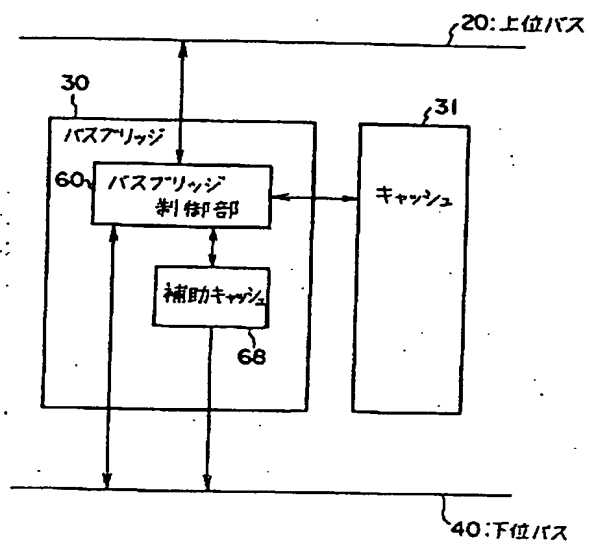 20:上位バス
30
31
バスブリッジ
キャッシュ
60
バスブリッジ
制御部
補助キャッシュ
68
40:下位バス